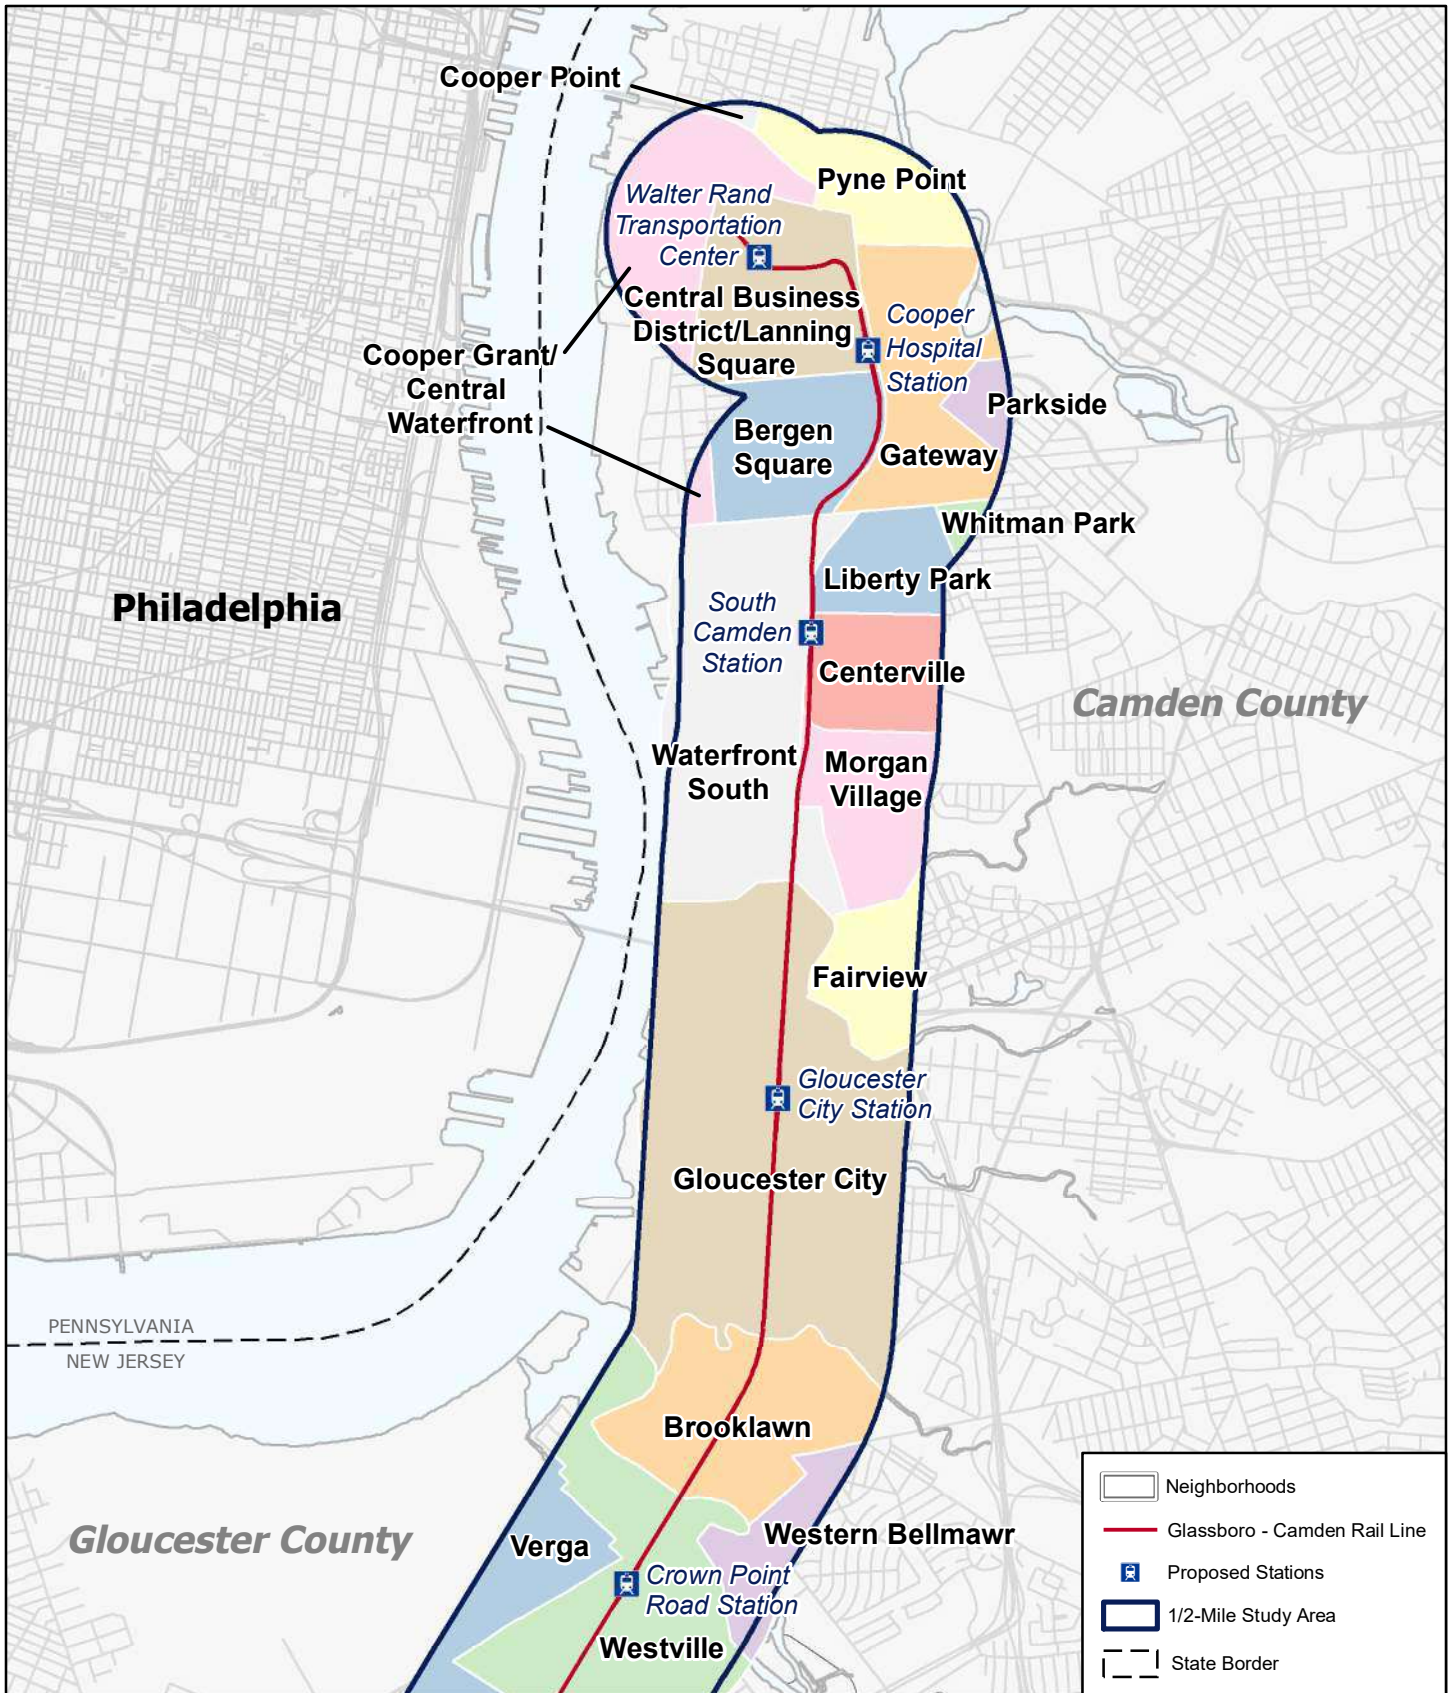 Cooper Point
Pyne Point
Walter Rand
Transportation
Center
Central Business
District/Lanning
Square
Cooper
Hospital
Station
Cooper Grant/
Central
Waterfront
Parkside
Bergen
Square
Gateway
Whitman Park
Liberty Park
Philadelphia
South
Camden
Station
Centerville
Camden County
Waterfront
South
Morgan
Village
Fairview
Gloucester
City Station
Gloucester City
PENNSYLVANIA
NEW JERSEY
Brooklawn
Gloucester County
Verga
Western Bellmawr
Crown Point
Road Station
Westville
Neighborhoods
Glassboro - Camden Rail Line
Proposed Stations
1/2-Mile Study Area
State Border